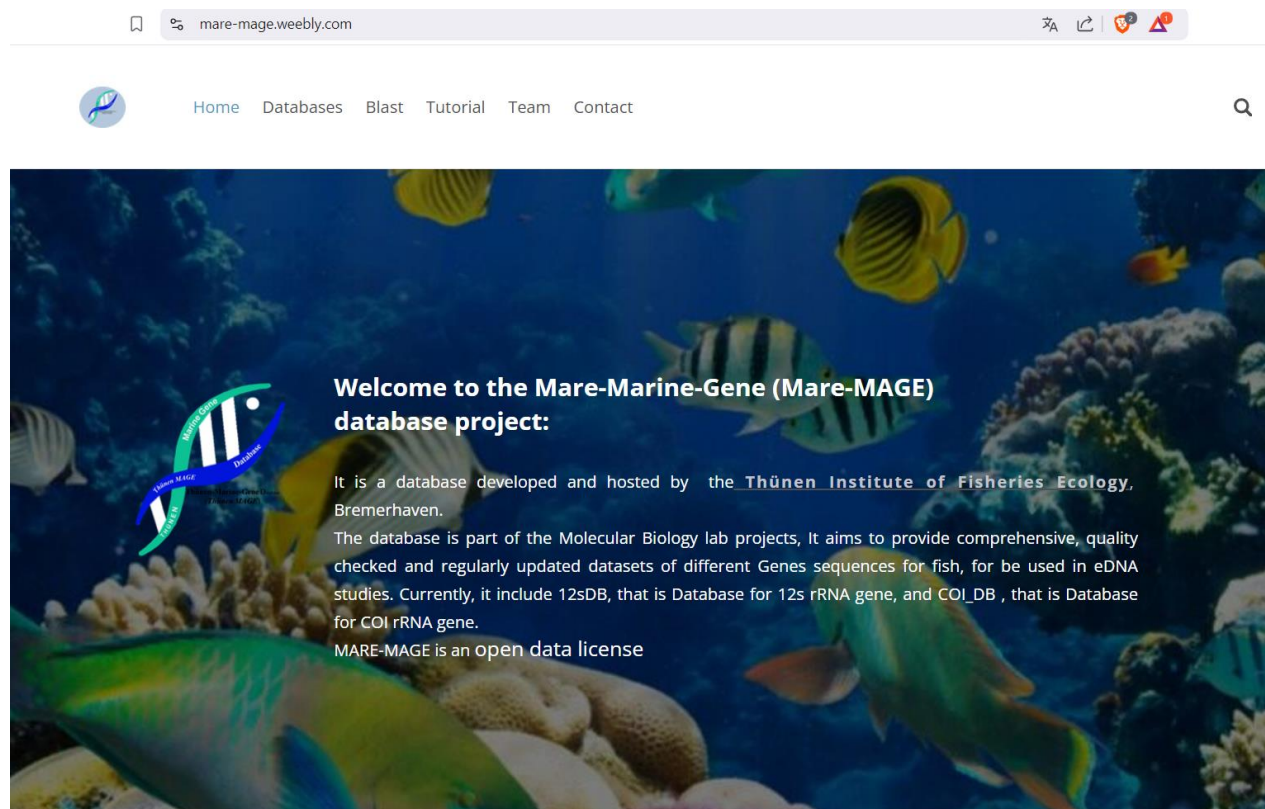 mare-mage.weebly.com
2
1
Home Databases Blast Tutorial Team Contact
Welcome to the Mare-Marine-Gene (Mare-MAGE)
database project:
It is a database developed and hosted by the Thünen Institute of Fisheries Ecology,
Bremerhaven.
The database is part of the Molecular Biology lab projects, It aims to provide comprehensive, quality
checked and regularly updated datasets of different Genes sequences for fish, for be used in eDNA
studies. Currently, it include 12sDB, that is Database for 12s rRNA gene, and COI_DB , that is Database
for COI rRNA gene.
MARE-MAGE is an open data license
Marine Gene
Thünen MAGE
Database
THÜNEN